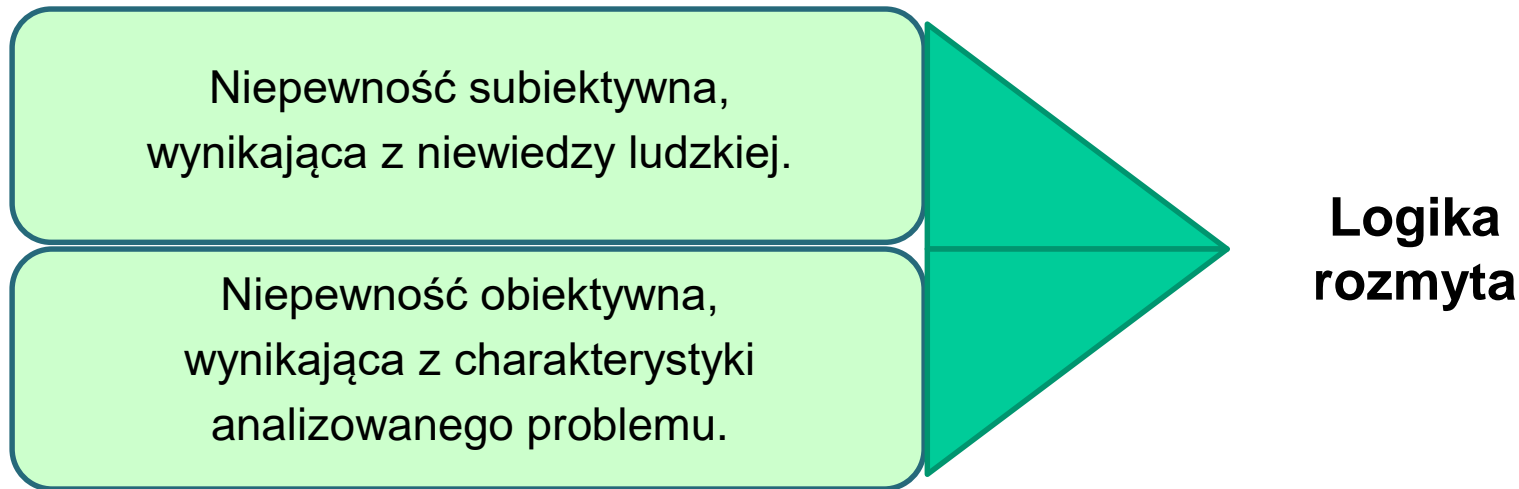 Niepewność subiektywna,
wynikająca z niewiedzy ludzkiej.
Niepewność obiektywna,
wynikająca z charakterystyki
analizowanego problemu.
Logika
rozmyta